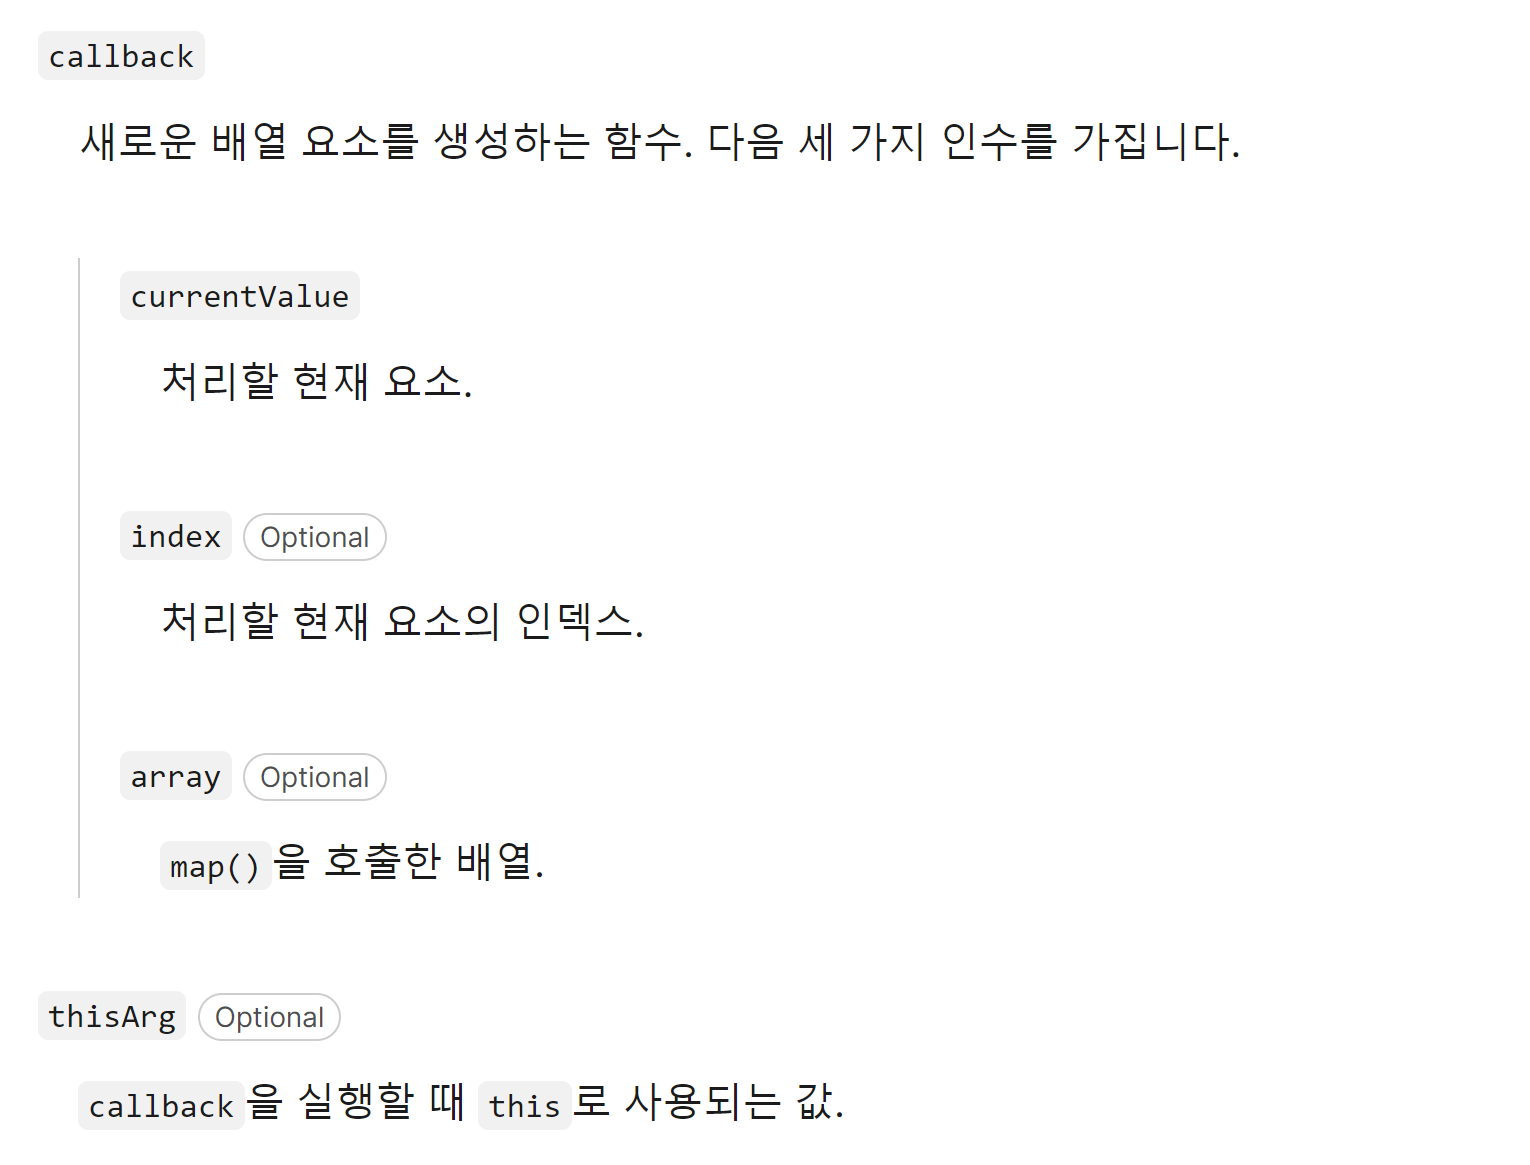 callback
새로운 배열 요소를 생성하는 함수. 다음 세 가지 인수를 가집니다.
currentValue
처리할 현재 요소.
index Optional
처리할 현재 요소의 인덱스.
array Optional
map()을 호출한 배열.
thisArg Optional
callback을 실행할 때 this로 사용되는 값.